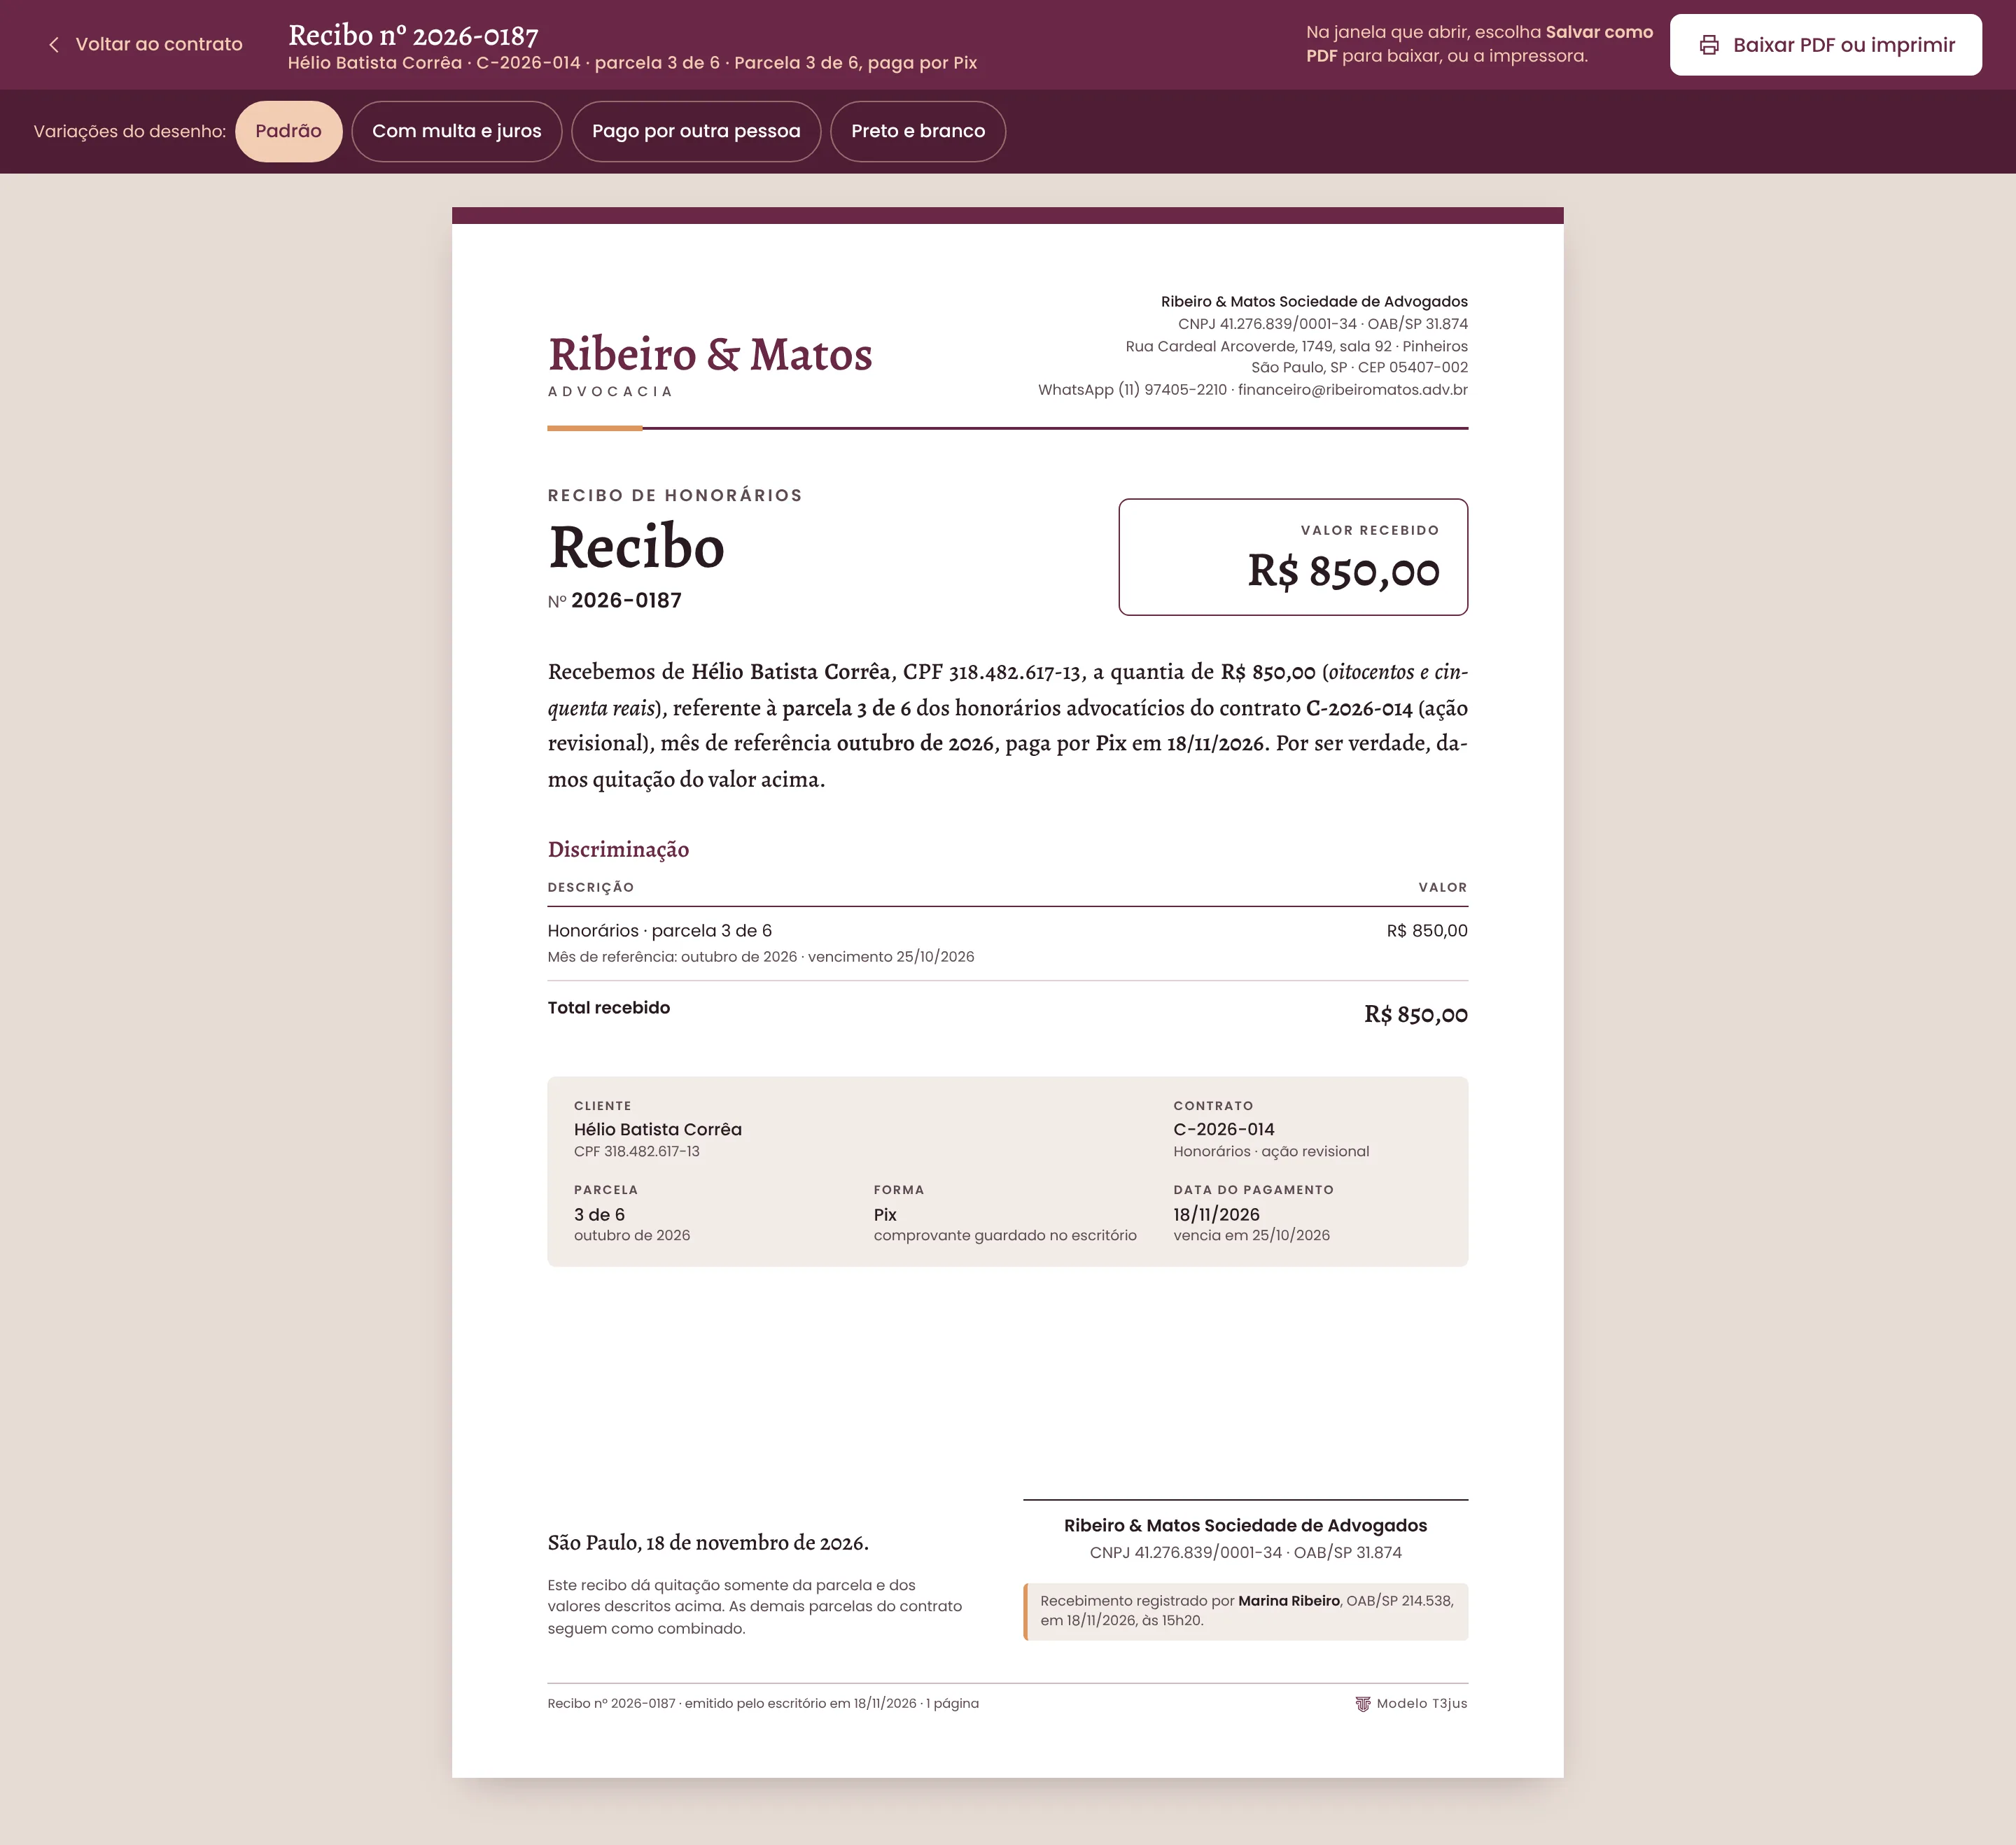 Voltar ao contrato
Recibo nº 2026-0187
Hélio Batista Corrêa · C-2026-014 · parcela 3 de 6 · Parcela 3 de 6, paga por Pix
Na janela que abrir, escolha Salvar como
PDF para baixar, ou a impressora.
Baixar PDF ou imprimir
Variações do desenho:
Padrão
Com multa e juros
Pago por outra pessoa
Preto e branco
Ribeiro & Matos
ADVOCACIA
Ribeiro & Matos Sociedade de Advogados
CNPJ 41.276.839/0001-34 · OAB/SP 31.874
Rua Cardeal Arcoverde, 1749, sala 92 · Pinheiros
São Paulo, SP · CEP 05407-002
WhatsApp (11) 97405-2210 · financeiro@ribeiromatos.adv.br
RECIBO DE HONORÁRIOS
Recibo
Nº 2026-0187
VALOR RECEBIDO
R$ 850,00
Recebemos de Hélio Batista Corrêa, CPF 318.482.617-13, a quantia de R$ 850,00 (oitocentos e cin-
quenta reais), referente à parcela 3 de 6 dos honorários advocatícios do contrato C-2026-014 (ação
revisional), mês de referência outubro de 2026, paga por Pix em 18/11/2026. Por ser verdade, da-
mos quitação do valor acima.
Discriminação
DESCRIÇÃO
VALOR
Honorários · parcela 3 de 6
R$ 850,00
Mês de referência: outubro de 2026 · vencimento 25/10/2026
Total recebido
R$ 850,00
CLIENTE
Hélio Batista Corrêa
CPF 318.482.617-13
CONTRATO
C-2026-014
Honorários · ação revisional
PARCELA
3 de 6
outubro de 2026
FORMA
Pix
comprovante guardado no escritório
DATA DO PAGAMENTO
18/11/2026
vencia em 25/10/2026
São Paulo, 18 de novembro de 2026.
Este recibo dá quitação somente da parcela e dos
valores descritos acima. As demais parcelas do contrato
seguem como combinado.
Ribeiro & Matos Sociedade de Advogados
CNPJ 41.276.839/0001-34 · OAB/SP 31.874
Recebimento registrado por Marina Ribeiro, OAB/SP 214.538,
em 18/11/2026, às 15h20.
Recibo nº 2026-0187 · emitido pelo escritório em 18/11/2026 · 1 página
Modelo T3jus